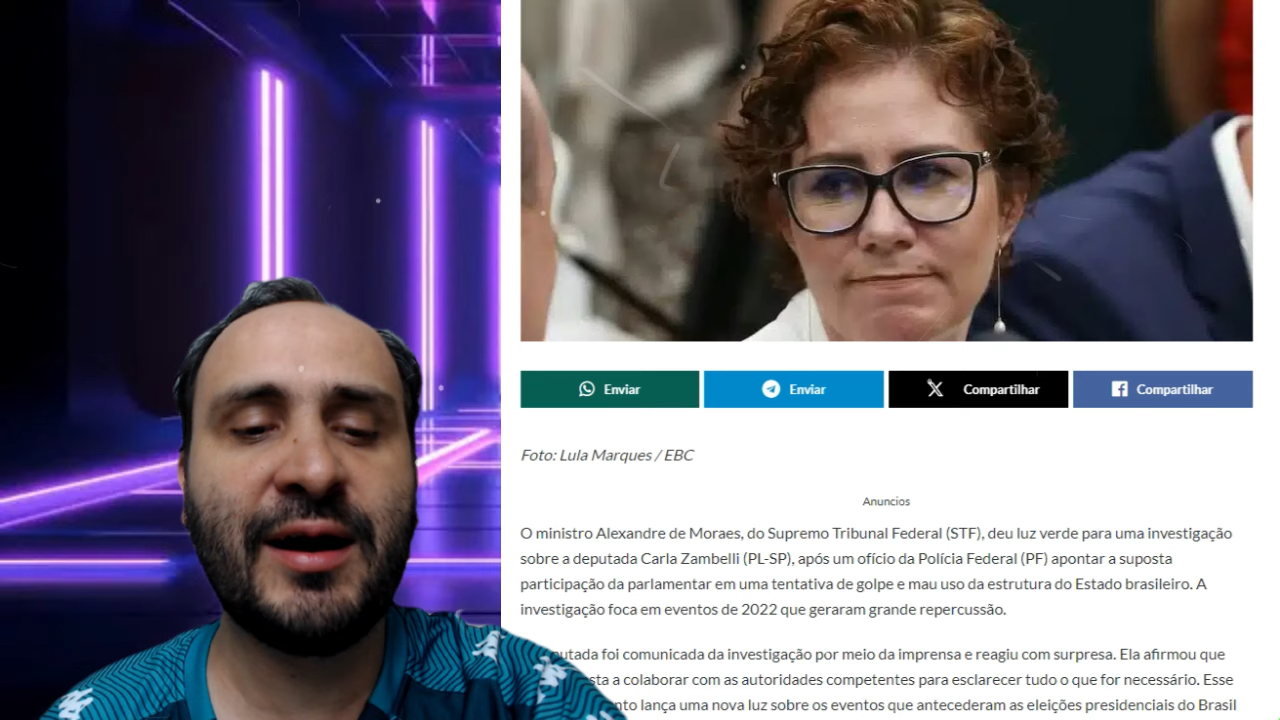 Enviar
Enviar
Compartilhar
Compartilhar
Foto: Lula Marques / EBC
Anuncios
O ministro Alexandre de Moraes, do Supremo Tribunal Federal (STF), deu luz verde para uma investigação
sobre a deputada Carla Zambelli (PL-SP), após um ofício da Polícia Federal (PF) apontar a suposta
participação da parlamentar em uma tentativa de golpe e mau uso da estrutura do Estado brasileiro. A
investigação foca em eventos de 2022 que geraram grande repercussão.
foi comunicada da investigação por meio da imprensa e reagiu com surpresa. Ela afirmou que
a colaborar com as autoridades competentes para esclarecer tudo o que for necessário. Esse
lança uma nova luz sobre os eventos que antecederam as eleições presidenciais do Brasil